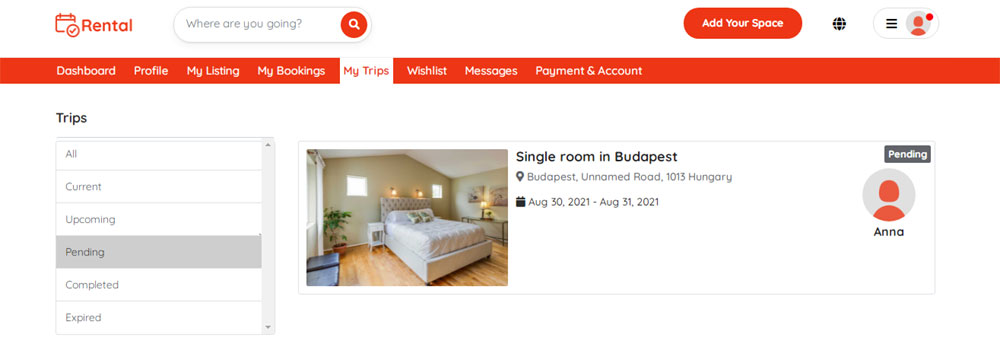 Rental
Where are you going?
Add Your Space
Dashboard Profile My Listing My Bookings My Trips Wishlist Messages Payment & Account
Trips
All
Current
Upcoming
Pending
Completed
Expired
Single room in Budapest
Pending
Budapest, Unnamed Road, 1013 Hungary
Aug 30, 2021 - Aug 31, 2021
Anna